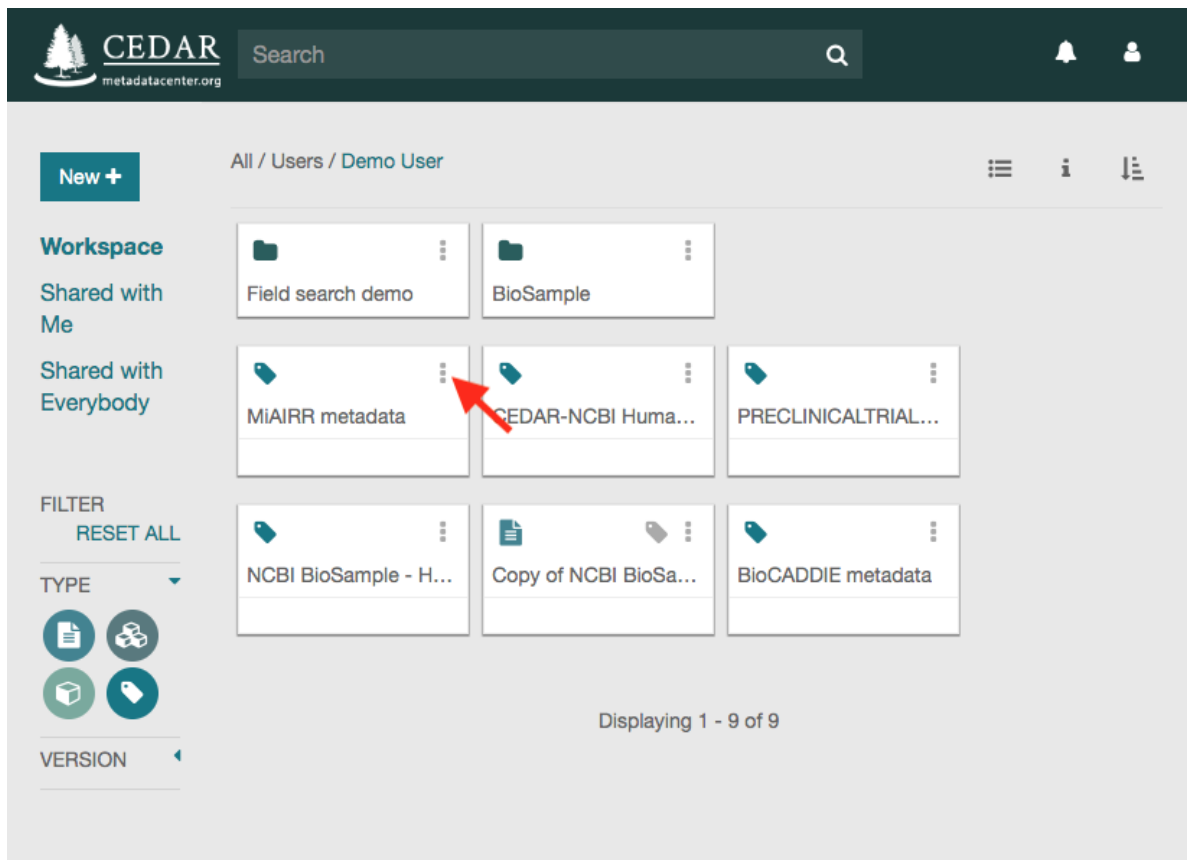 CEDAR
metadatacenter.org
Search
New +
All / Users / Demo User
Workspace
Shared with
Me
Shared with
Everybody
FILTER
RESET ALL
TYPE
VERSION
Field search demo
BioSample
MiAIRR metadata
CEDAR-NCBI Huma...
PRECLINICALTRIAL...
NCBI BioSample - H...
Copy of NCBI BioSa...
BioCADDIE metadata
Displaying 1 - 9 of 9